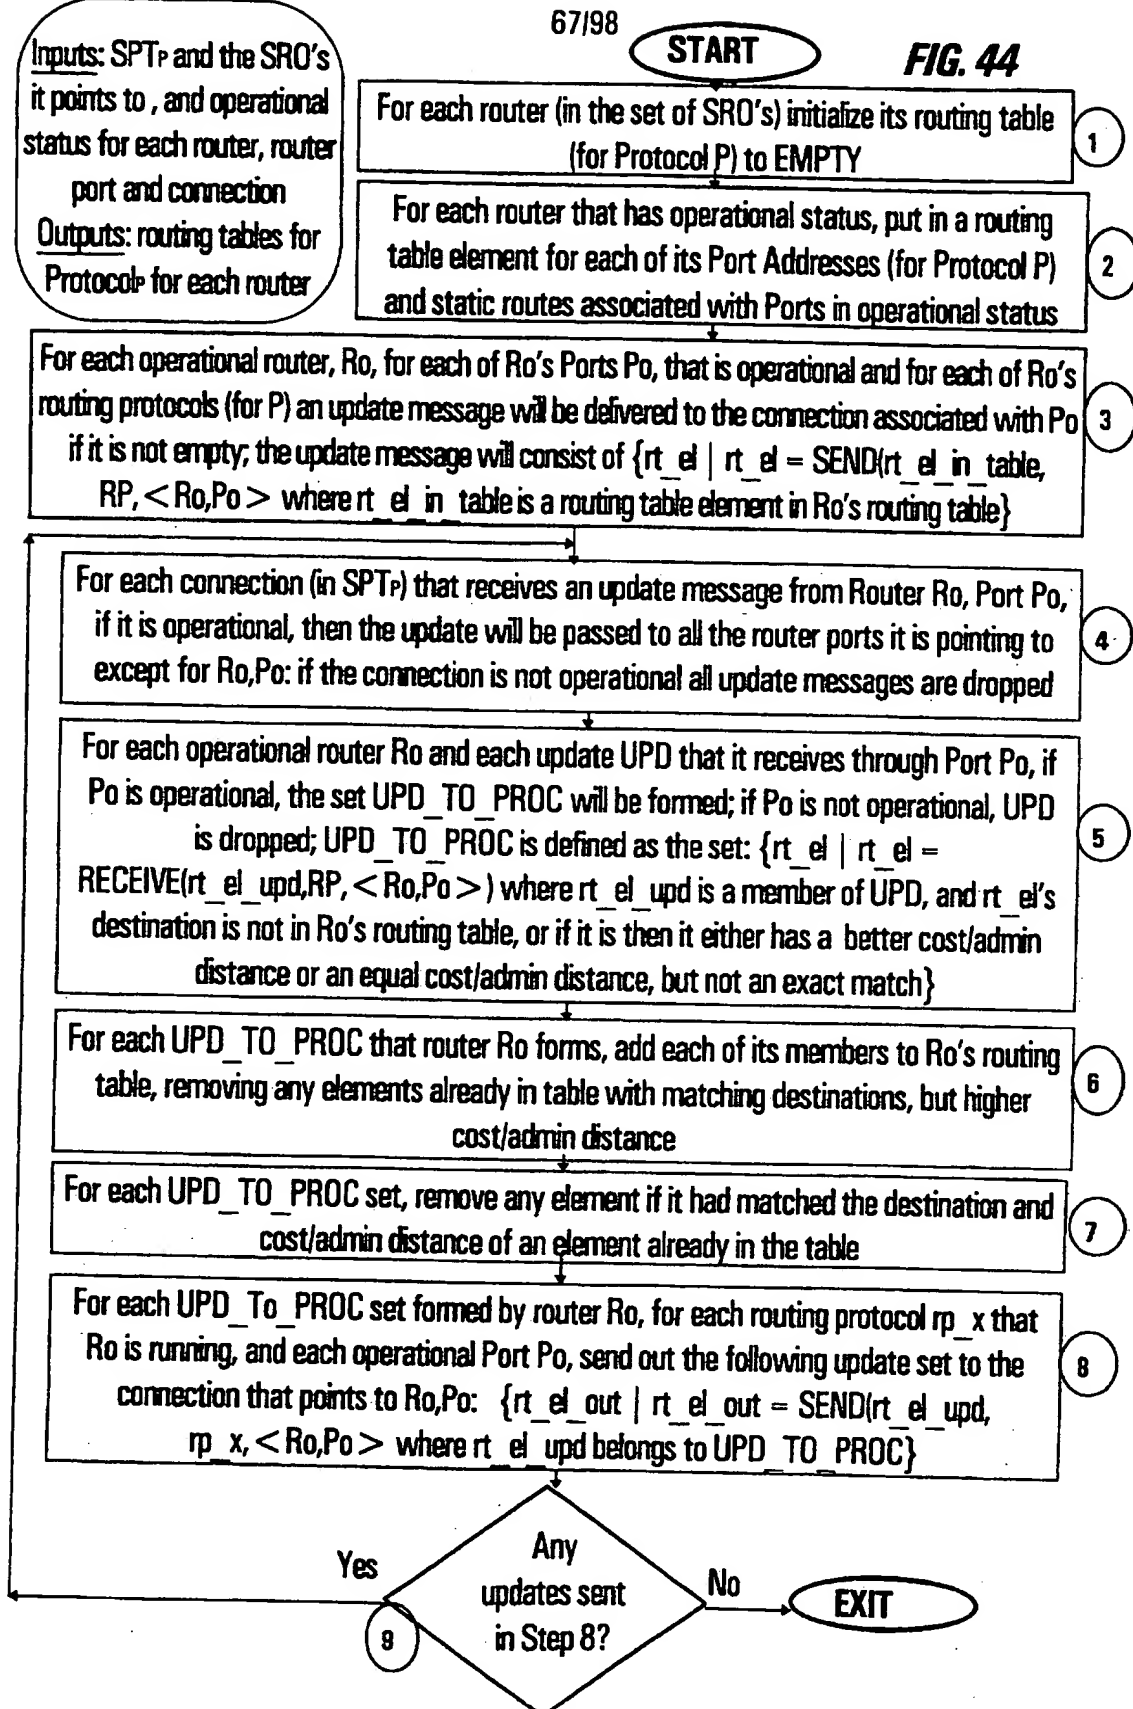 67/98
START
FIG. 44
Inputs: SPTP and the SRO's
it points to , and operational
status for each router, router
port and connection
Outputs: routing tables for
ProtocolP for each router
For each router (in the set of SRO's) initialize its routing table
(for Protocol P) to EMPTY
1
For each router that has operational status, put in a routing
table element for each of its Port Addresses (for Protocol P)
and static routes associated with Ports in operational status
2
For each operational router, Ro, for each of Ro's Ports Po, that is operational and for each of Ro's
routing protocols (for P) an update message will be delivered to the connection associated with Po
if it is not empty; the update message will consist of {rt_el | rt_el = SEND(rt_el_in_table,
RP, <Ro,Po> where rt_el_in_table is a routing table element in Ro's routing table}
3
For each connection (in SPTP) that receives an update message from Router Ro, Port Po,
if it is operational, then the update will be passed to all the router ports it is pointing to
except for Ro,Po: if the connection is not operational all update messages are dropped
4
For each operational router Ro and each update UPD that it receives through Port Po, if
Po is operational, the set UPD_TO_PROC will be formed; if Po is not operational, UPD
is dropped; UPD_TO_PROC is defined as the set: {rt_el | rt_el =
RECEIVE(rt_el_upd,RP, <Ro,Po>) where rt_el_upd is a member of UPD, and rt_el's
destination is not in Ro's routing table, or if it is then it either has a better cost/admin
distance or an equal cost/admin distance, but not an exact match}
5
For each UPD_TO_PROC that router Ro forms, add each of its members to Ro's routing
table, removing any elements already in table with matching destinations, but higher
cost/admin distance
6
For each UPD_TO_PROC set, remove any element if it had matched the destination and
cost/admin distance of an element already in the table
7
For each UPD_To_PROC set formed by router Ro, for each routing protocol rp_x that
Ro is running, and each operational Port Po, send out the following update set to the
connection that points to Ro,Po: {rt_el_out | rt_el_out = SEND(rt_el_upd,
rp_x, <Ro,Po> where rt_el_upd belongs to UPD_TO_PROC}
8
Any
updates sent
in Step 8?
Yes
No
EXIT
9